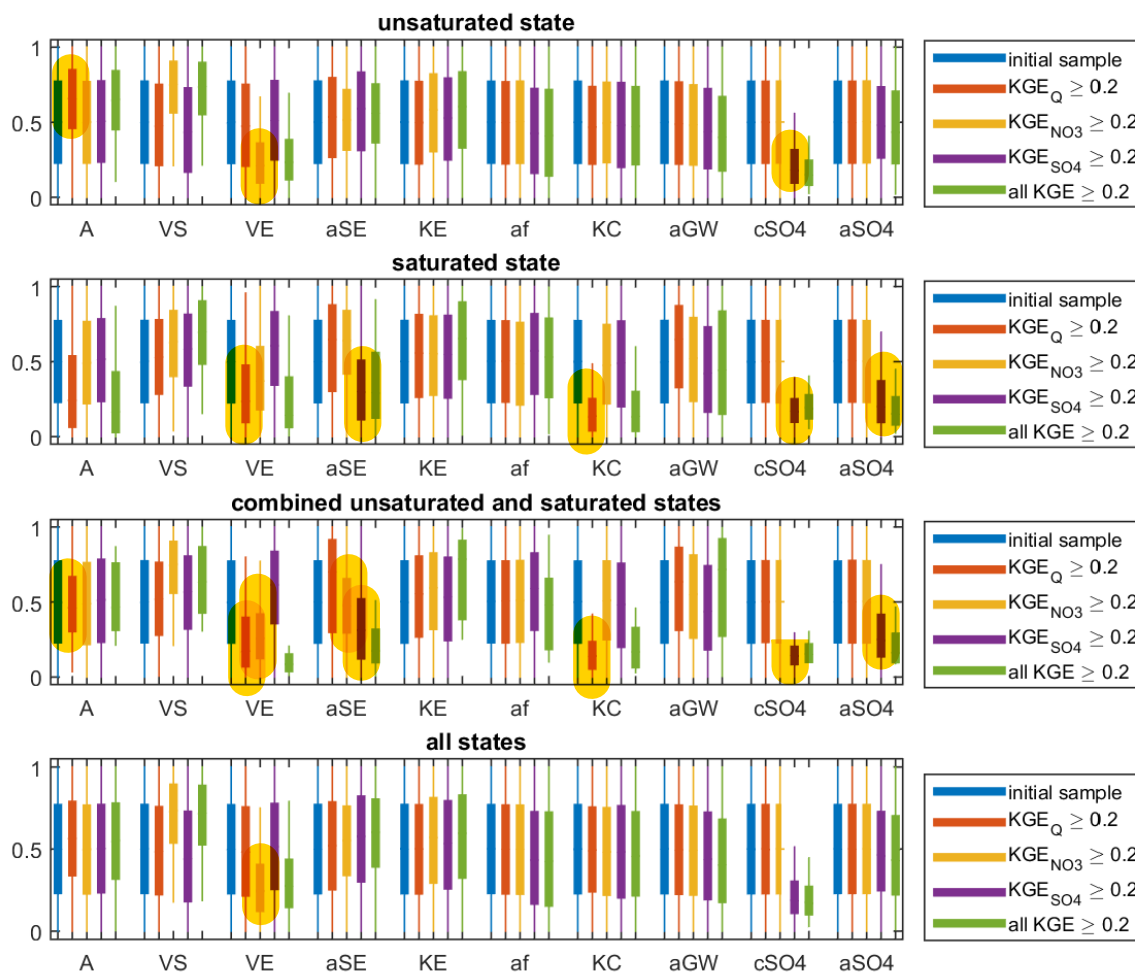 unsaturated state
1
0.5
0
A VS VE aSE KE af KC aGW cSO4 aSO4
initial sample
KGE_Q ≥ 0.2
KGE_NO3 ≥ 0.2
KGE_SO4 ≥ 0.2
all KGE ≥ 0.2
saturated state
1
0.5
0
A VS VE aSE KE af KC aGW cSO4 aSO4
initial sample
KGE_Q ≥ 0.2
KGE_NO3 ≥ 0.2
KGE_SO4 ≥ 0.2
all KGE ≥ 0.2
combined unsaturated and saturated states
1
0.5
0
A VS VE aSE KE af KC aGW cSO4 aSO4
initial sample
KGE_Q ≥ 0.2
KGE_NO3 ≥ 0.2
KGE_SO4 ≥ 0.2
all KGE ≥ 0.2
all states
1
0.5
0
A VS VE aSE KE af KC aGW cSO4 aSO4
initial sample
KGE_Q ≥ 0.2
KGE_NO3 ≥ 0.2
KGE_SO4 ≥ 0.2
all KGE ≥ 0.2